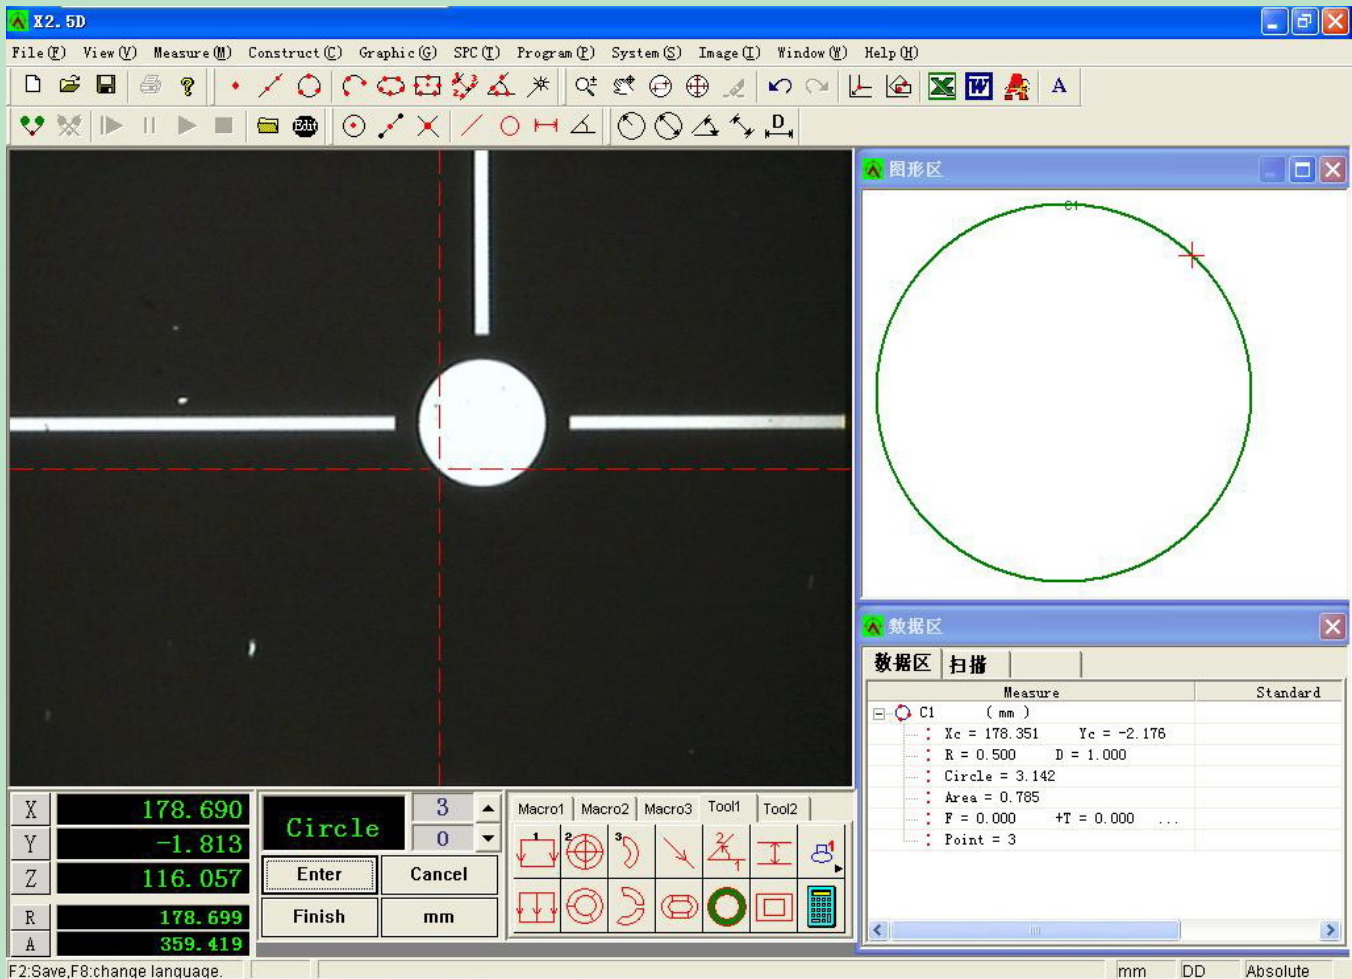 X2.5D
File(F) View(V) Measure(M) Construct(C) Graphic(G) SPC(T) Program(P) System(S) Image(I) Window(W) Help(H)
A
Edit D
图形区
C1
数据区
数据区 扫描
Measure Standard
C1 (mm)
Xc = 178.351 Yc = -2.176
R = 0.500 D = 1.000
Circle = 3.142
Area = 0.785
F = 0.000 +T = 0.000 ...
Point = 3
X 178.690
Y -1.813
Z 116.057
R 178.699
A 359.419
Circle 3
0
Enter Cancel
Finish mm
Macro1 Macro2 Macro3 Tool1 Tool2
1 2 3 2 1 1
F2:Save,F8:change language. mm DD Absolute